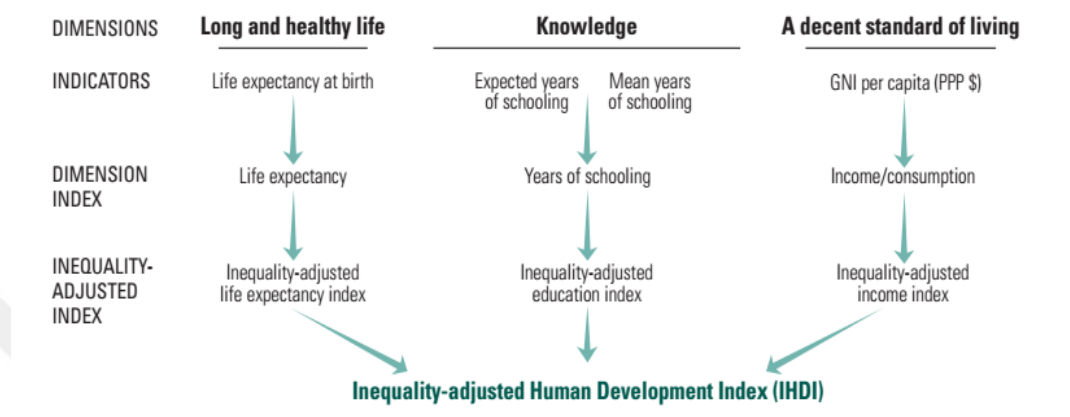 DIMENSIONS Long and healthy life Knowledge A decent standard of living
INDICATORS Life expectancy at birth Expected years Mean years GNI per capita (PPP $)
of schooling of schooling
DIMENSION Life expectancy Years of schooling Income/consumption
INDEX
INEQUALITY- Inequality-adjusted Inequality-adjusted Inequality-adjusted
ADJUSTED life expectancy index education index income index
INDEX
Inequality-adjusted Human Development Index (IHDI)